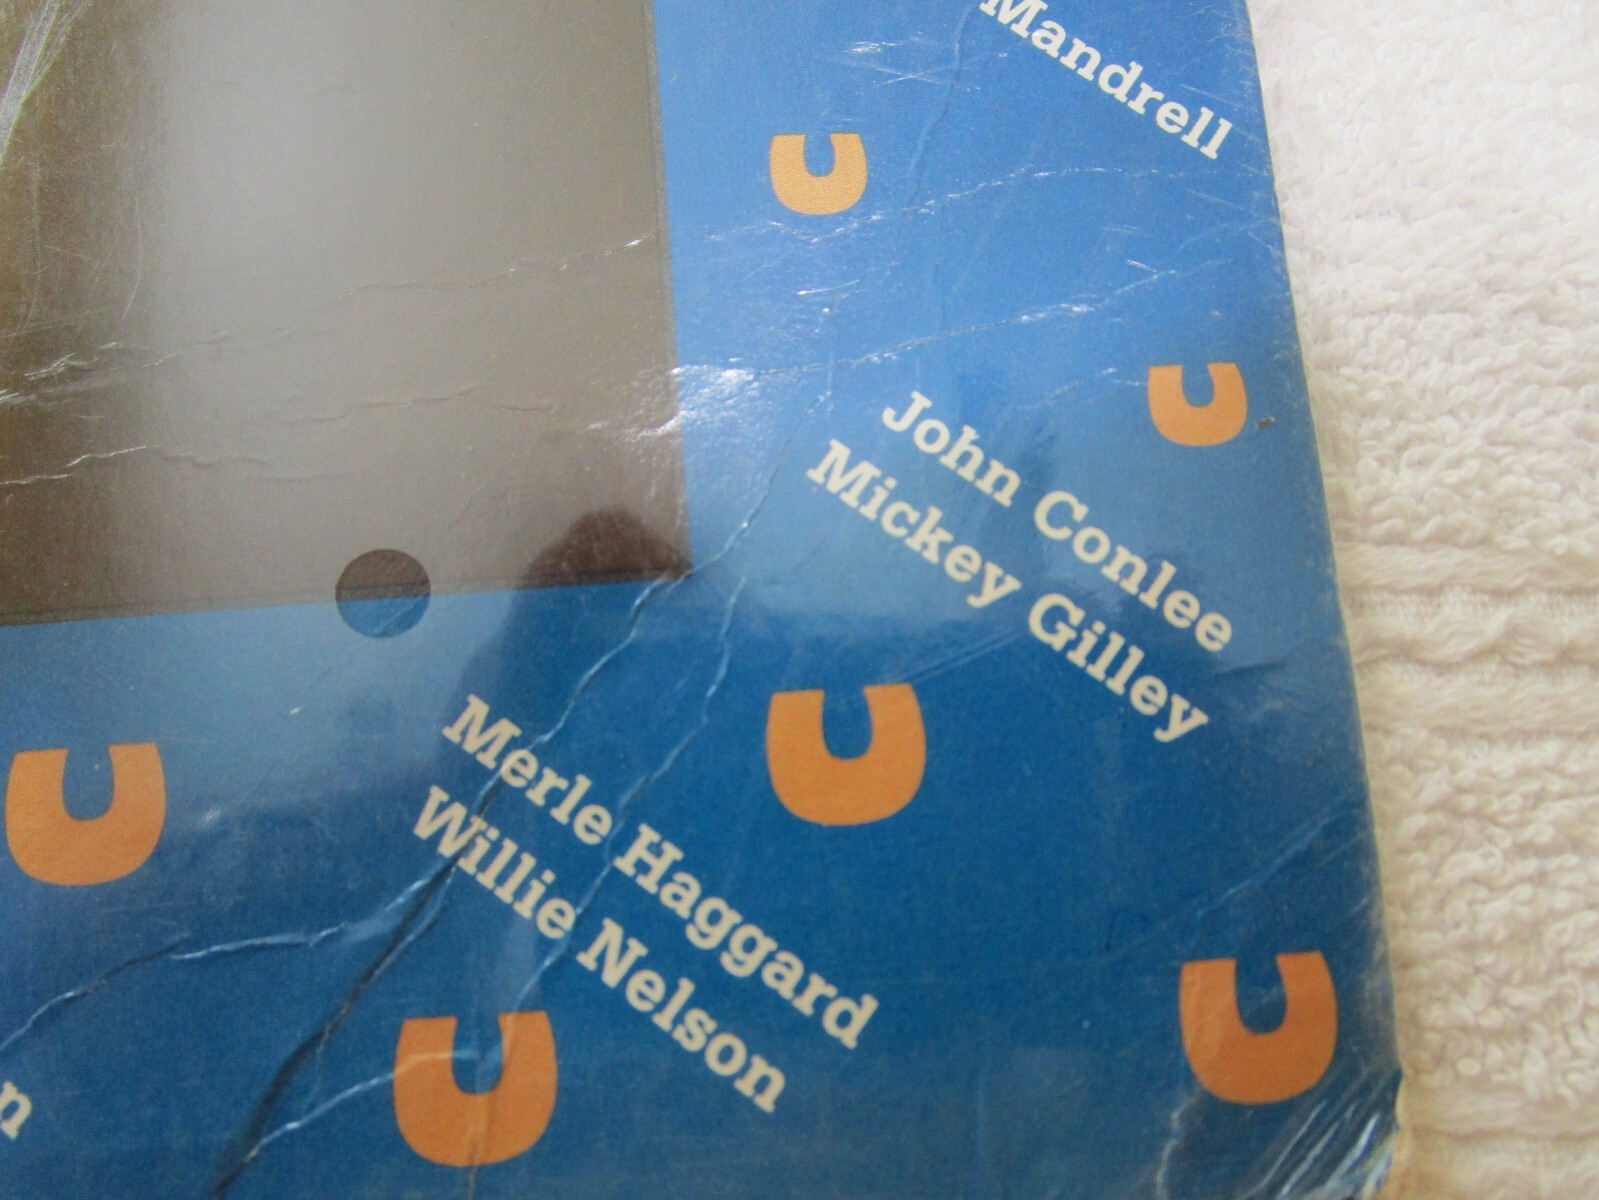 Mandrell
John Conlee
Mickey Gilley
Merle Haggard
Willie Nelson
n